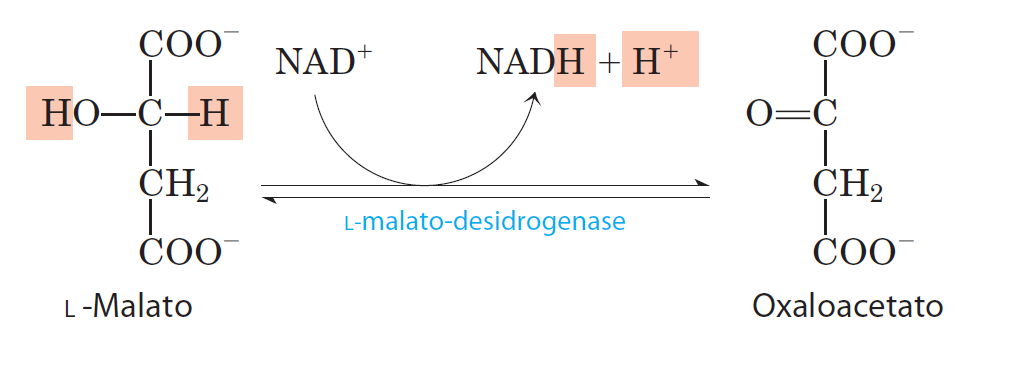 COO⁻ NAD⁺ NADH + H⁺ COO⁻
HO—C—H O=C
CH₂ CH₂
L-malato-desidrogenase
COO⁻ COO⁻
L -Malato Oxaloacetato